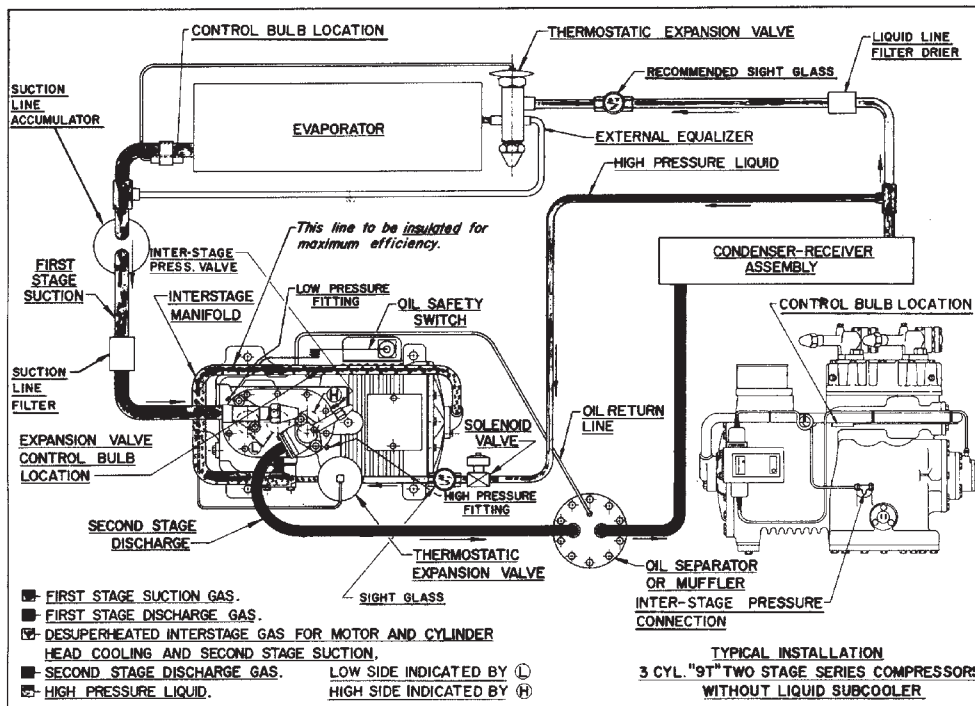 CONTROL BULB LOCATION
THERMOSTATIC EXPANSION VALVE
LIQUID LINE
FILTER DRIER
RECOMMENDED SIGHT GLASS
SUCTION
LINE
ACCUMULATOR
EVAPORATOR
EXTERNAL EQUALIZER
HIGH PRESSURE LIQUID
This line to be insulated for
maximum efficiency.
INTER-STAGE
PRESS. VALVE
CONDENSER-RECEIVER
ASSEMBLY
FIRST
STAGE
SUCTION
INTERSTAGE
MANIFOLD
LOW PRESSURE
FITTING
OIL SAFETY
SWITCH
CONTROL BULB LOCATION
H
SUCTION
LINE
FILTER
SOLENOID
VALVE
OIL RETURN
LINE
EXPANSION VALVE
CONTROL BULB
LOCATION
HIGH PRESSURE
FITTING
SECOND STAGE
DISCHARGE
THERMOSTATIC
EXPANSION VALVE
OIL SEPARATOR
OR MUFFLER
SIGHT GLASS
INTER-STAGE PRESSURE
CONNECTION
FIRST STAGE SUCTION GAS.
FIRST STAGE DISCHARGE GAS.
DESUPERHEATED INTERSTAGE GAS FOR MOTOR AND CYLINDER
HEAD COOLING AND SECOND STAGE SUCTION.
SECOND STAGE DISCHARGE GAS.
HIGH PRESSURE LIQUID.
LOW SIDE INDICATED BY L
HIGH SIDE INDICATED BY H
TYPICAL INSTALLATION
3 CYL. "9T" TWO STAGE SERIES COMPRESSORS
WITHOUT LIQUID SUBCOOLER